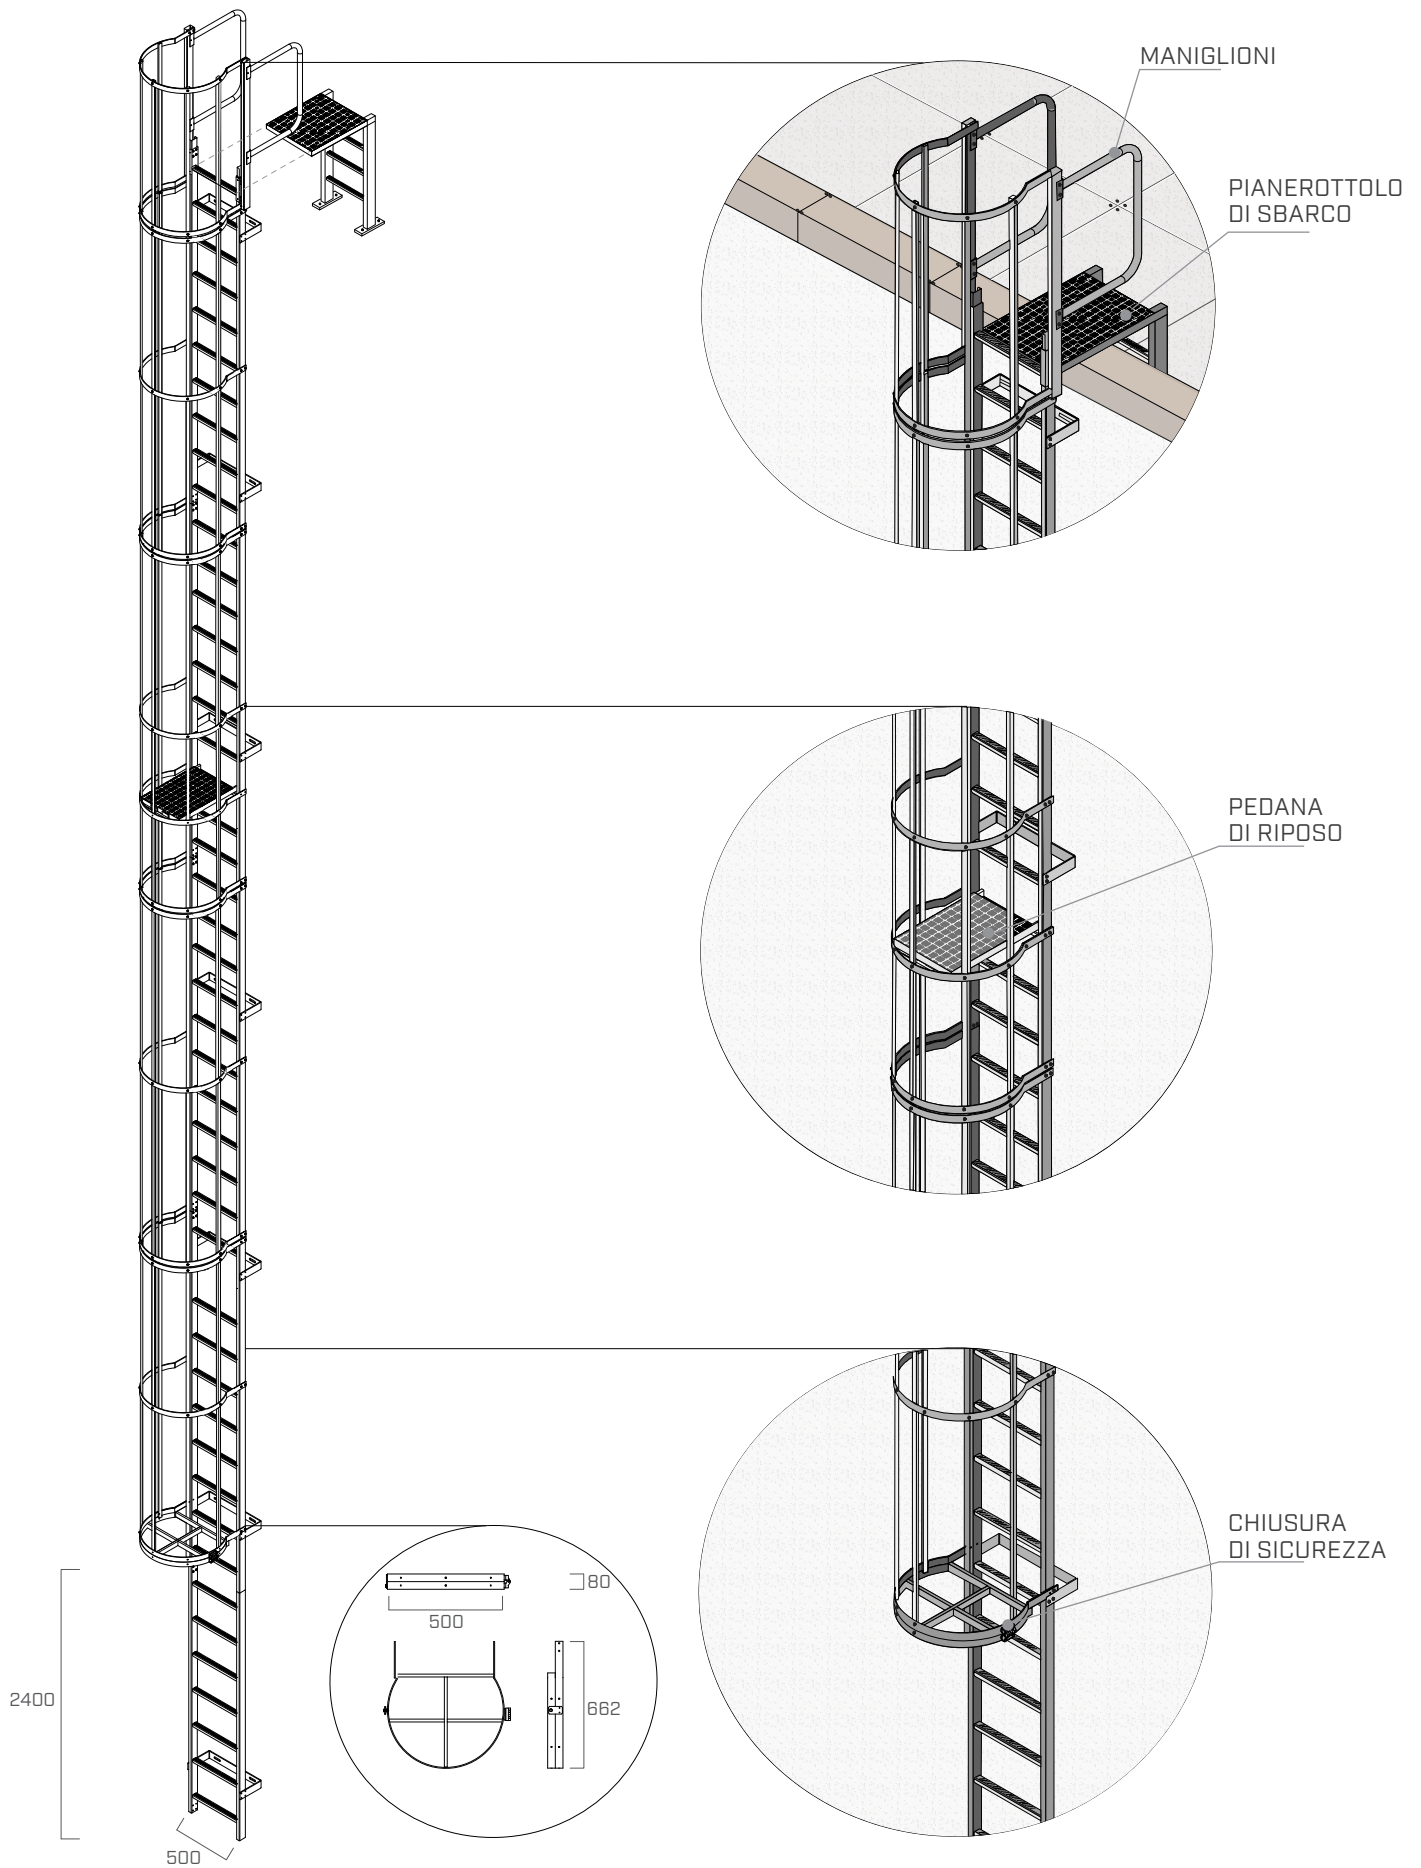 MANIGLIONI
PIANEROTTOLO
DI SBARCO
PEDANA
DI RIPOSO
CHIUSURA
DI SICUREZZA
80
500
662
2400
500